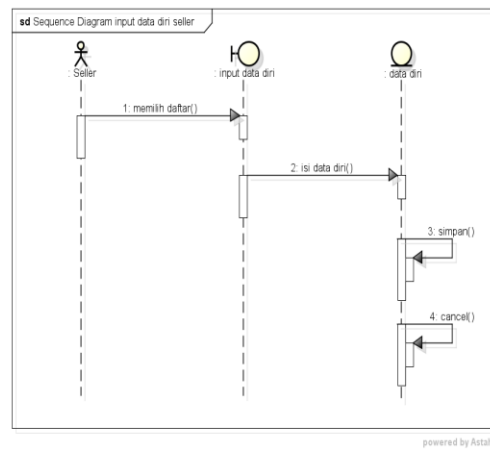 sd Sequence Diagram input data diri seller
: Seller
: input data diri
: data diri
1: memilih daftar()
2: isi data diri()
3: simpan()
4: cancel()
powered by Astah